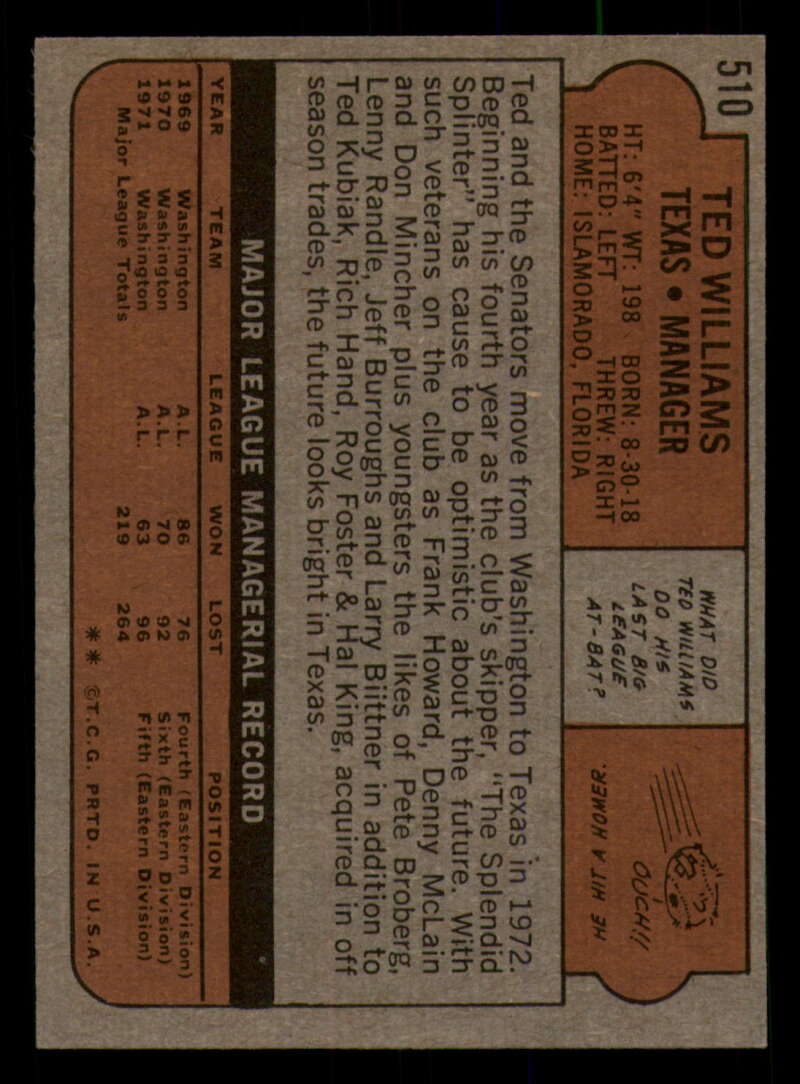 510
TED WILLIAMS
TEXAS • MANAGER
HT: 6'4" WT: 198 BORN: 8-30-18
BATTED: LEFT THREW: RIGHT
HOME: ISLAMORADO, FLORIDA
WHAT DID
TED WILLIAMS
DO HIS
LAST BIG
LEAGUE
AT-BAT?
OUCH!!
HE HIT A HOMER.
Ted and the Senators move from Washington to Texas in 1972.
Beginning his fourth year as the club's skipper, "The Splendid
Splinter" has cause to be optimistic about the future. With
such veterans on the club as Frank Howard, Denny McLain
and Don Mincher plus youngsters the likes of Pete Broberg,
Lenny Randle, Jeff Burroughs and Larry Biittner in addition to
Ted Kubiak, Rich Hand, Roy Foster & Hal King, acquired in off
season trades, the future looks bright in Texas.
MAJOR LEAGUE MANAGERIAL RECORD
YEAR TEAM LEAGUE WON LOST POSITION
1969 Washington A.L. 86 76 Fourth (Eastern Division)
1970 Washington A.L. 70 92 Sixth (Eastern Division)
1971 Washington A.L. 63 96 Fifth (Eastern Division)
Major League Totals 219 264
** ©T.C.G. PRTD. IN U.S.A.